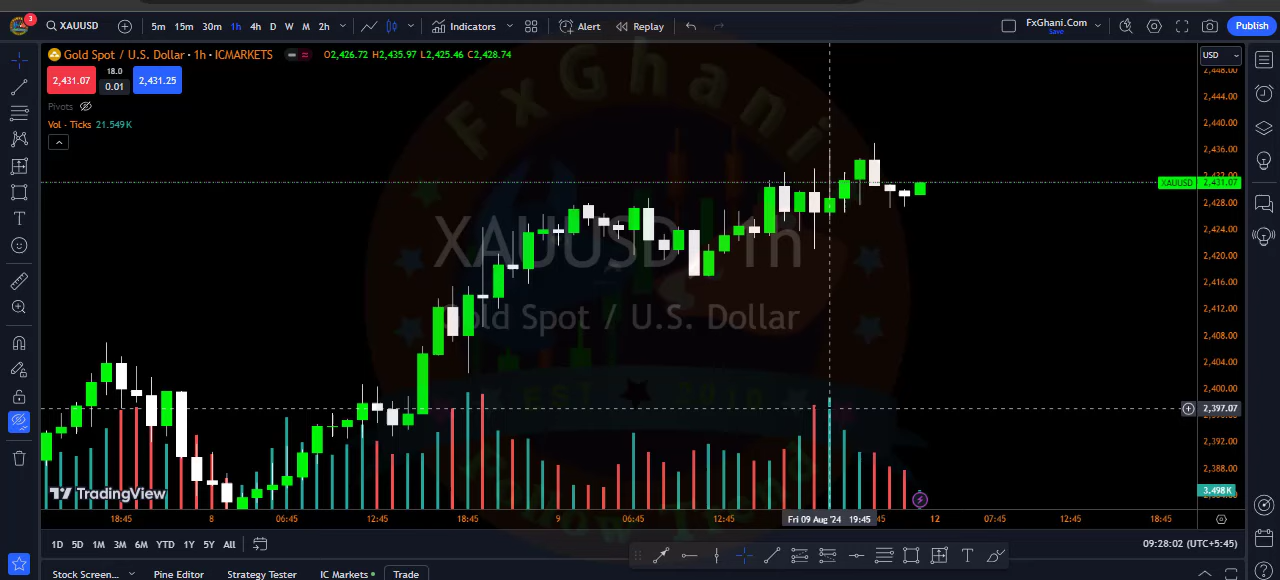 3
XAUUSD 5m 15m 30m 1h 4h D W M 2h Indicators Alert Replay FxGhani.Com Save Publish
Gold Spot / U.S. Dollar · 1h · ICMARKETS O2,426.72 H2,435.97 L2,425.46 C2,428.74 USD
2,431.07 18.0 0.01 2,431.25
Pivots
Vol · Ticks 21.549K
2,448.00
2,444.00
2,440.00
2,436.00
2,432.00
XAUUSD 2,431.07
2,428.00
2,424.00
2,420.00
2,416.00
2,412.00
2,408.00
2,404.00
2,400.00
2,397.07
2,392.00
2,388.00
3.498K
FxGhani
XAUUSD, 1h
Gold Spot / U.S. Dollar
EST 2018
TradingView
18:45 8 06:45 12:45 18:45 9 06:45 12:45 Fri 09 Aug '24 19:45 :45 12 07:45 12:45 18:45
1D 5D 1M 3M 6M YTD 1Y 5Y All 09:28:02 (UTC+5:45)
Stock Screen... Pine Editor Strategy Tester IC Markets Trade